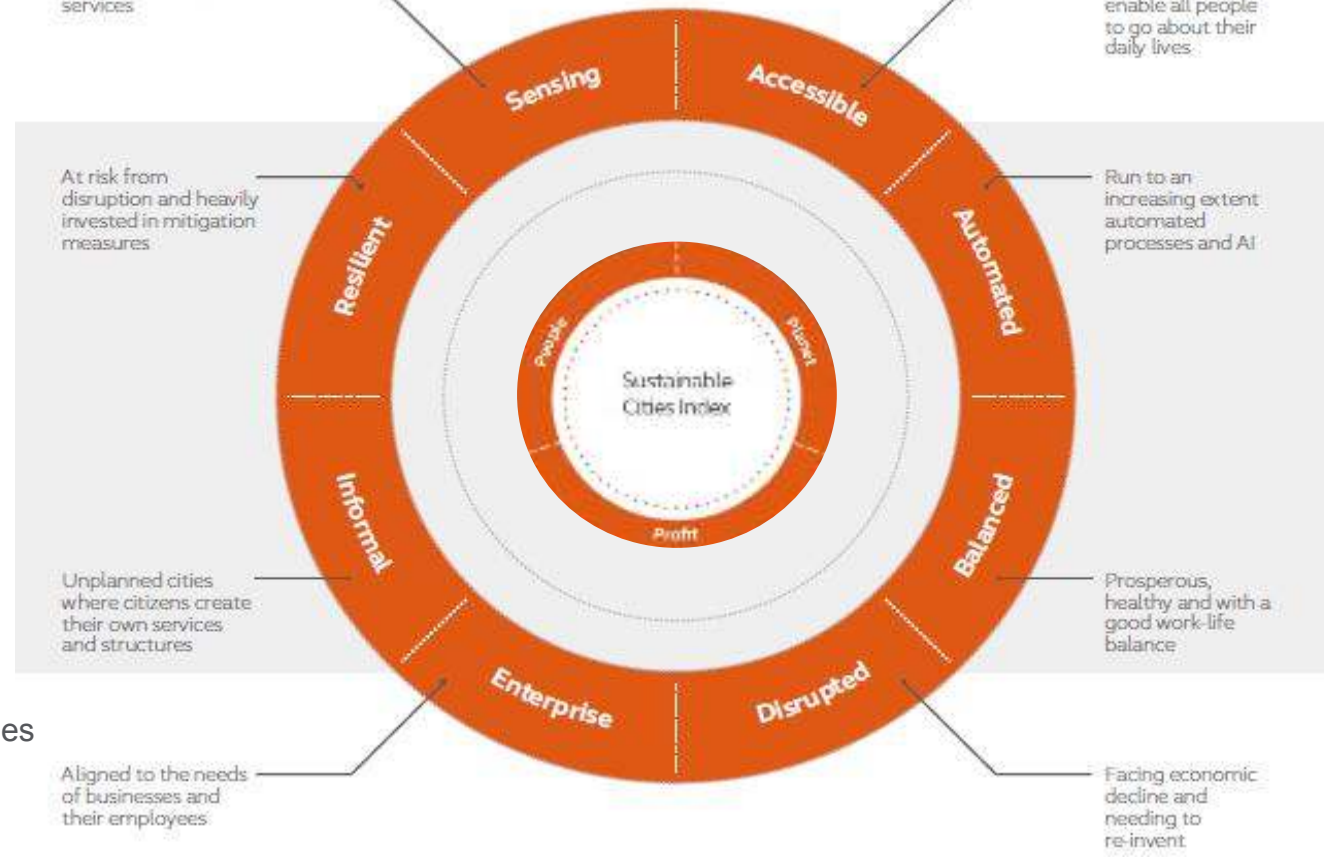 services
enable all people
to go about their
daily lives
Sensing
Accessible
At risk from
disruption and heavily
invested in mitigation
measures
Run to an
increasing extent
automated
processes and AI
Resilient
Automated
People
Planet
Sustainable
Cities Index
Profit
Informal
Balanced
Unplanned cities
where citizens create
their own services
and structures
Prosperous,
healthy and with a
good work-life
balance
Enterprise
Disrupted
es
Aligned to the needs
of businesses and
their employees
Facing economic
decline and
needing to
re-invent